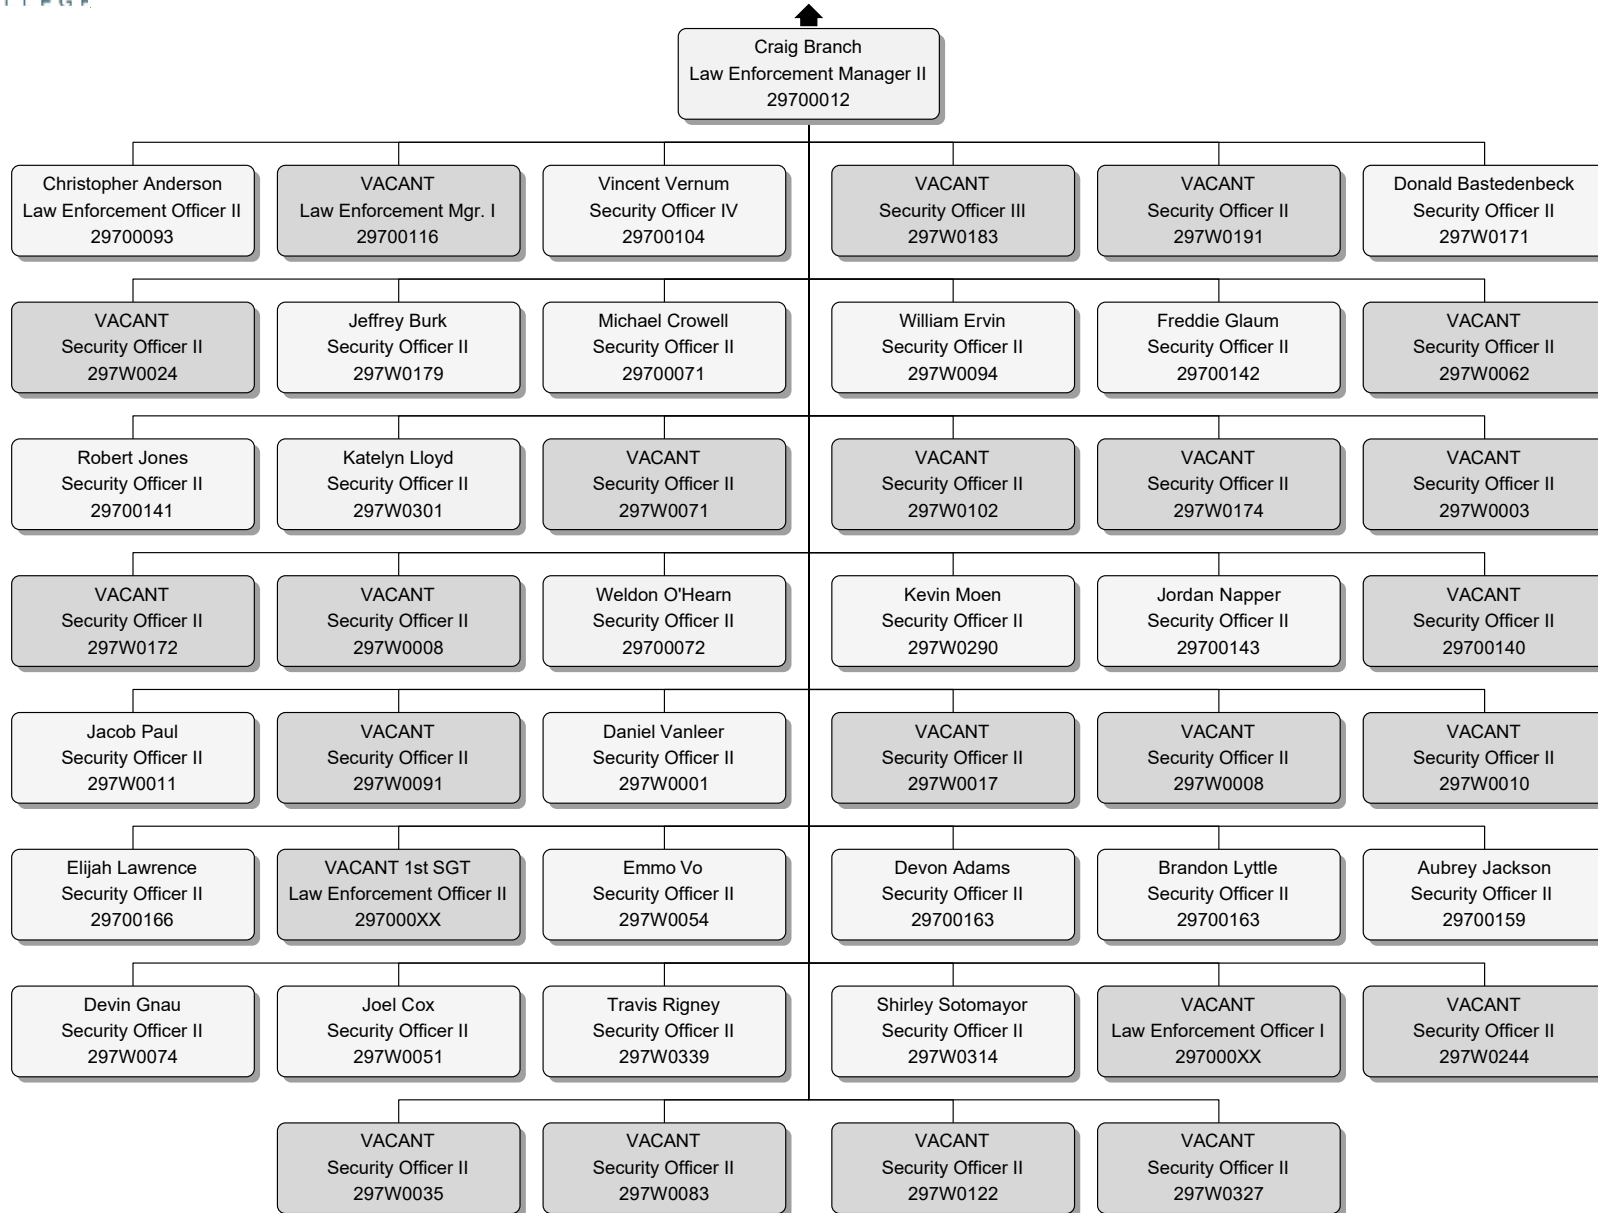 Craig Branch
Law Enforcement Manager II
29700012
Christopher Anderson
Law Enforcement Officer II
29700093
VACANT
Law Enforcement Mgr. I
29700116
Vincent Vernum
Security Officer IV
29700104
VACANT
Security Officer III
297W0183
VACANT
Security Officer II
297W0191
Donald Bastedenbeck
Security Officer II
297W0171
VACANT
Security Officer II
297W0024
Jeffrey Burk
Security Officer II
297W0179
Michael Crowell
Security Officer II
29700071
William Ervin
Security Officer II
297W0094
Freddie Glaum
Security Officer II
29700142
VACANT
Security Officer II
297W0062
Robert Jones
Security Officer II
29700141
Katelyn Lloyd
Security Officer II
297W0301
VACANT
Security Officer II
297W0071
VACANT
Security Officer II
297W0102
VACANT
Security Officer II
297W0174
VACANT
Security Officer II
297W0003
VACANT
Security Officer II
297W0172
VACANT
Security Officer II
297W0008
Weldon O'Hearn
Security Officer II
29700072
Kevin Moen
Security Officer II
297W0290
Jordan Napper
Security Officer II
29700143
VACANT
Security Officer II
29700140
Jacob Paul
Security Officer II
297W0011
VACANT
Security Officer II
297W0091
Daniel Vanleer
Security Officer II
297W0001
VACANT
Security Officer II
297W0017
VACANT
Security Officer II
297W0008
VACANT
Security Officer II
297W0010
Elijah Lawrence
Security Officer II
29700166
VACANT 1st SGT
Law Enforcement Officer II
297000XX
Emmo Vo
Security Officer II
297W0054
Devon Adams
Security Officer II
29700163
Brandon Lyttle
Security Officer II
29700163
Aubrey Jackson
Security Officer II
29700159
Devin Gnau
Security Officer II
297W0074
Joel Cox
Security Officer II
297W0051
Travis Rigney
Security Officer II
297W0339
Shirley Sotomayor
Security Officer II
297W0314
VACANT
Law Enforcement Officer I
297000XX
VACANT
Security Officer II
297W0244
VACANT
Security Officer II
297W0035
VACANT
Security Officer II
297W0083
VACANT
Security Officer II
297W0122
VACANT
Security Officer II
297W0327